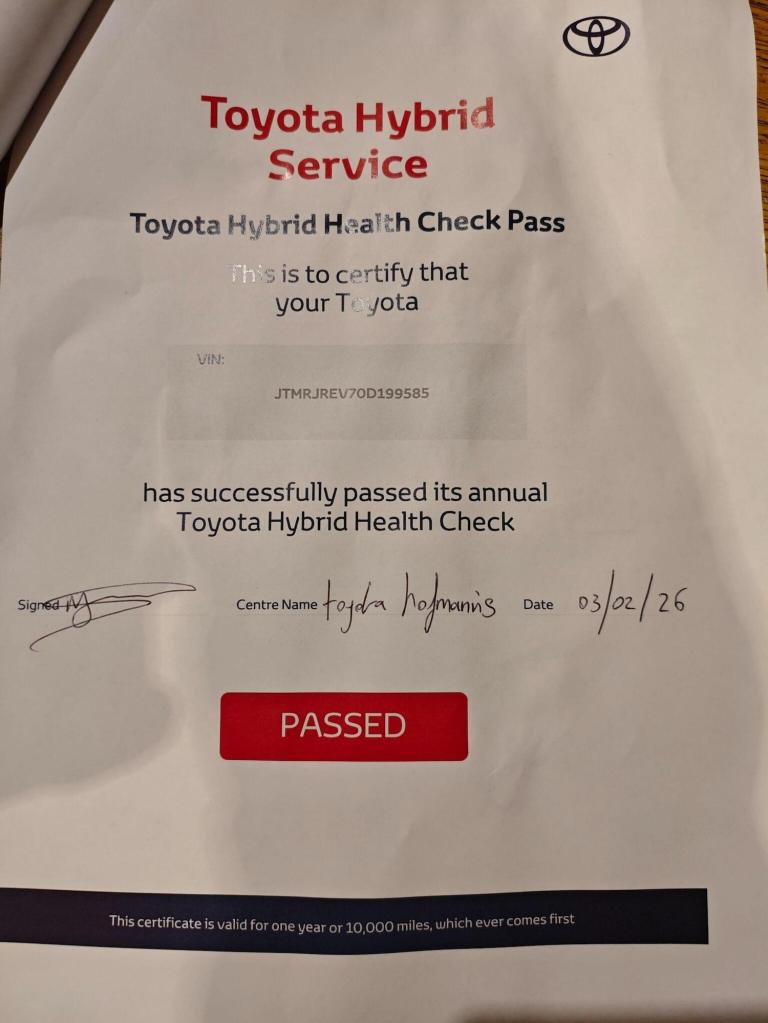 Toyota Hybrid
Service
Toyota Hybrid Health Check Pass
This is to certify that
your Toyota
VIN:
JTMRJREV70D199585
has successfully passed its annual
Toyota Hybrid Health Check
Signed Centre Name toyota hofmanns Date 03/02/26
PASSED
This certificate is valid for one year or 10,000 miles, which ever comes first